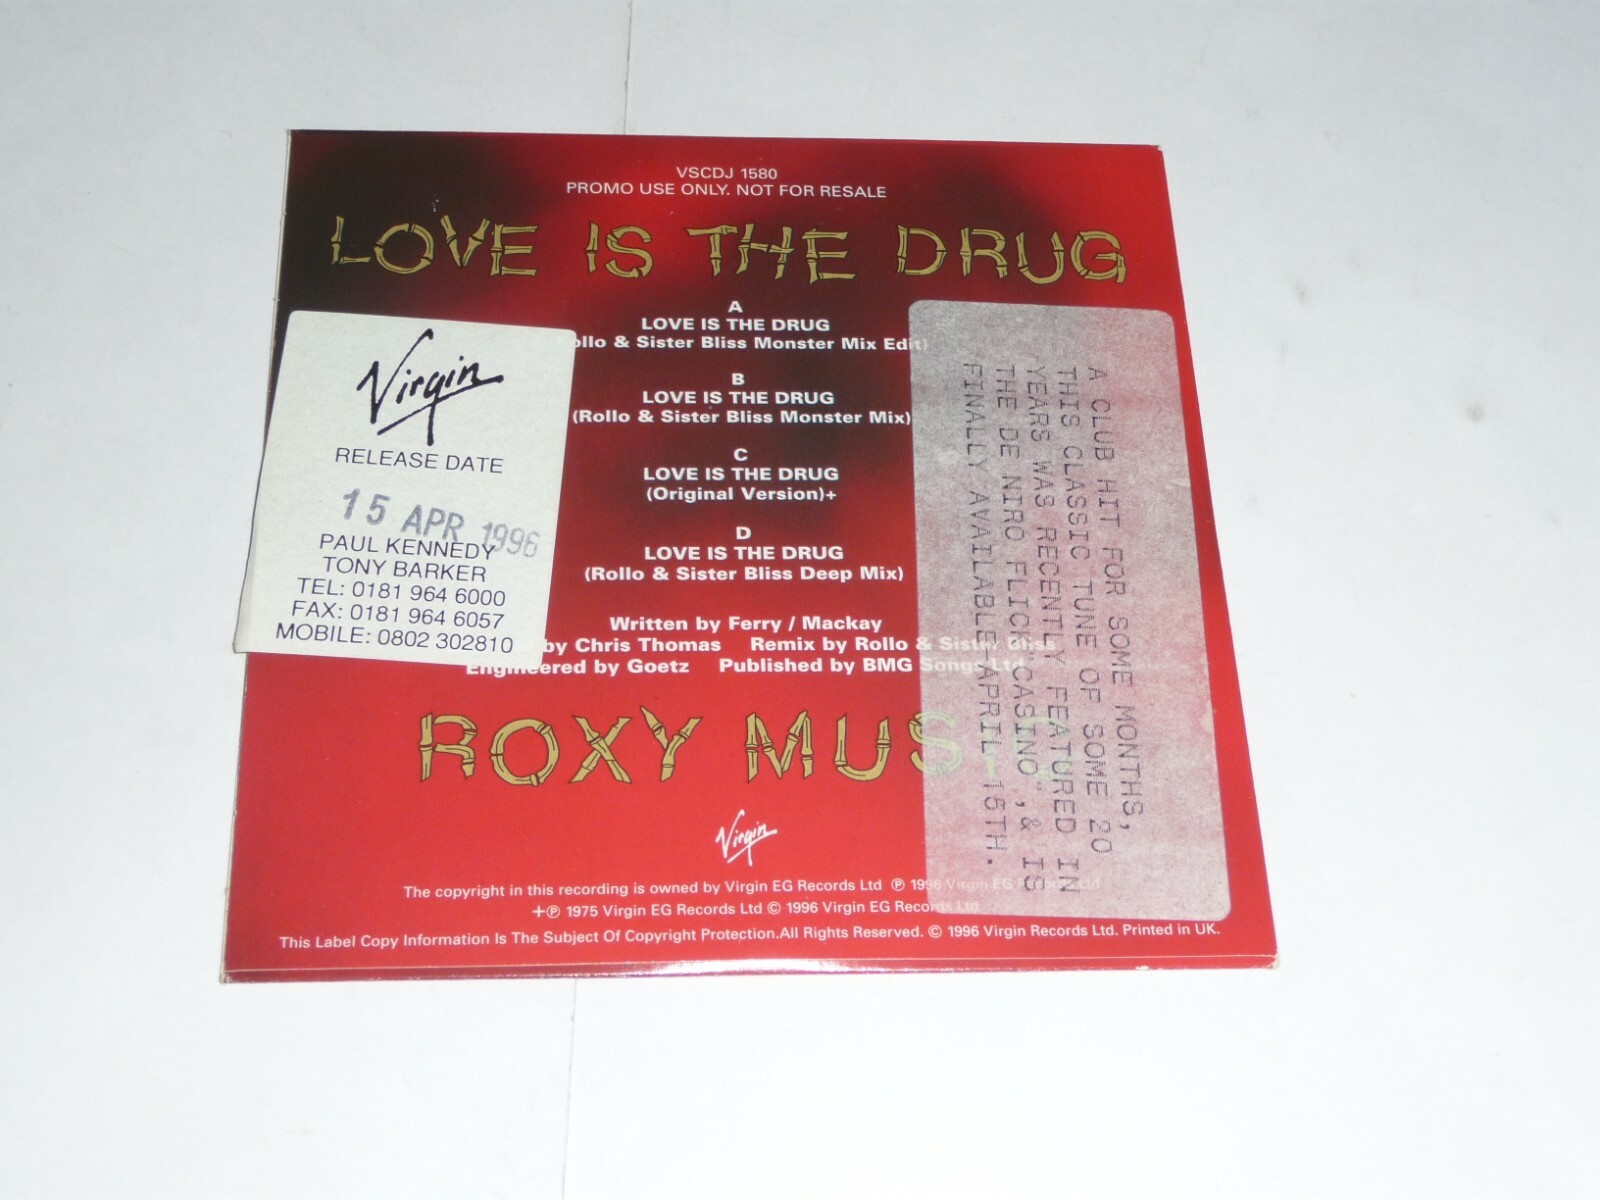 VSCDJ 1580
PROMO USE ONLY. NOT FOR RESALE
LOVE IS THE DRUG
A
LOVE IS THE DRUG
& Sister Bliss Monster Mix Edit)
B
LOVE IS THE DRUG
(Rollo & Sister Bliss Monster Mix)
C
LOVE IS THE DRUG
(Original Version)+
D
LOVE IS THE DRUG
(Rollo & Sister Bliss Deep Mix)
Written by Ferry / Mackay
by Chris Thomas Remix by Rollo & Sister Bliss
Engineered by Goetz Published by BMG Songs Ltd
ROXY MUSIC
Virgin
The copyright in this recording is owned by Virgin EG Records Ltd ℗ 1996 Virgin EG Records Ltd
+℗ 1975 Virgin EG Records Ltd © 1996 Virgin EG Records Ltd
This Label Copy Information Is The Subject Of Copyright Protection.All Rights Reserved. © 1996 Virgin Records Ltd. Printed in UK.
Virgin
RELEASE DATE
15 APR 1996
PAUL KENNEDY
TONY BARKER
TEL: 0181 964 6000
FAX: 0181 964 6057
MOBILE: 0802 302810
A CLUB HIT FOR SOME MONTHS,
THIS CLASSIC TUNE OF SOME 20
YEARS WAS RECENTLY FEATURED IN
THE DE NIRO FLICK "CASINO", & IS
FINALLY AVAILABLE APRIL 15TH.